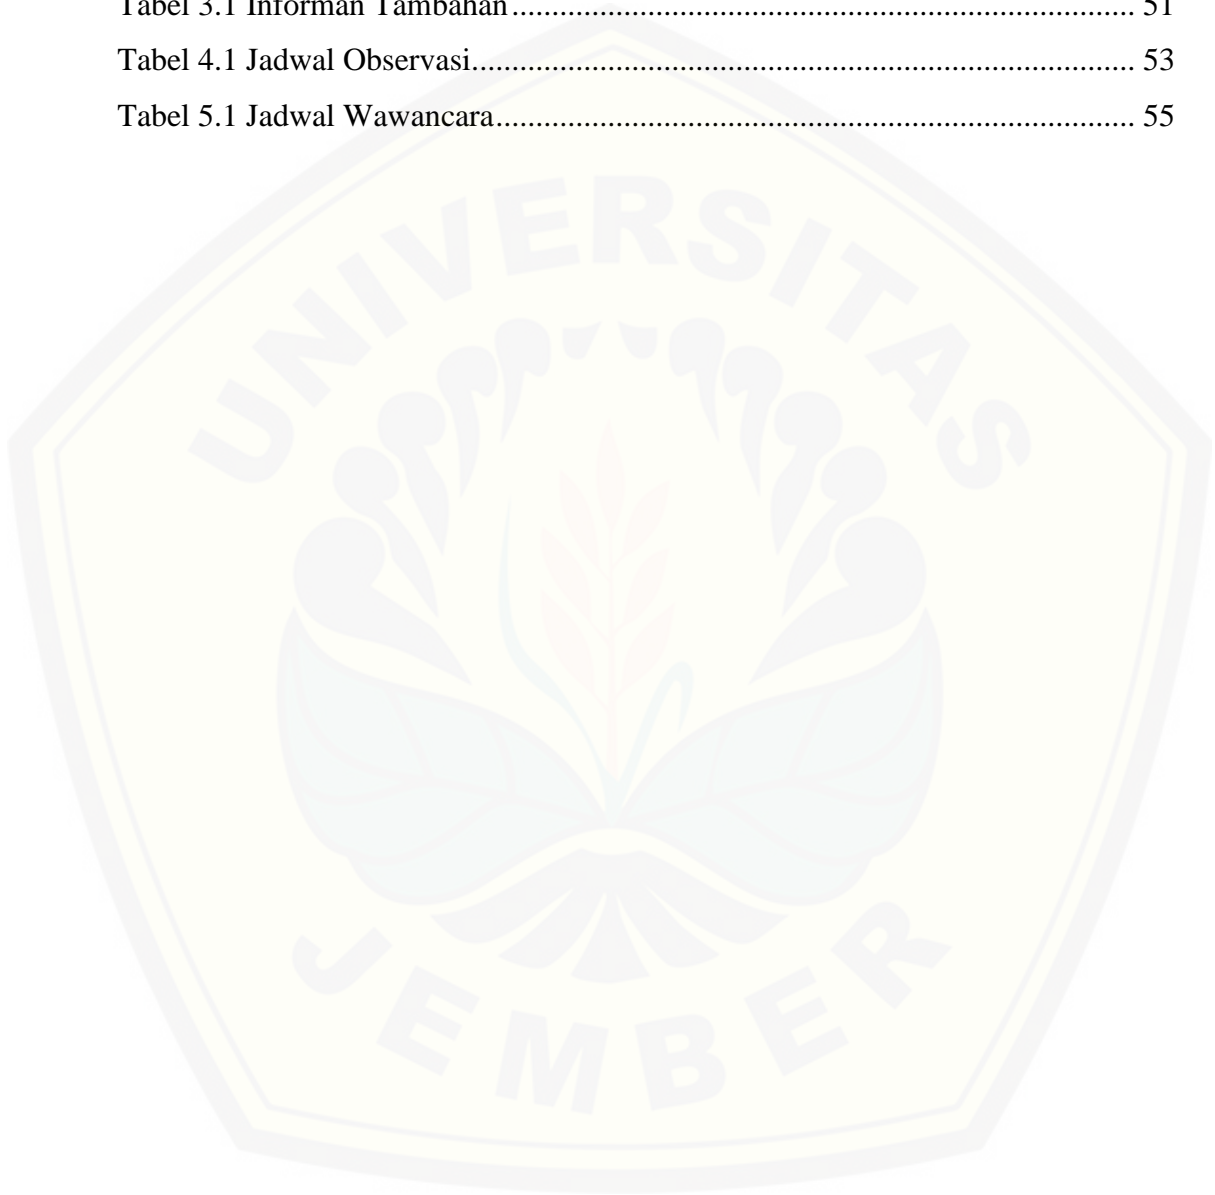 Tabel 3.1 Informan Tambahan.............................................................................. 51
Tabel 4.1 Jadwal Observasi.................................................................................. 53
Tabel 5.1 Jadwal Wawancara............................................................................... 55
UNIVERSITAS
JEMBER